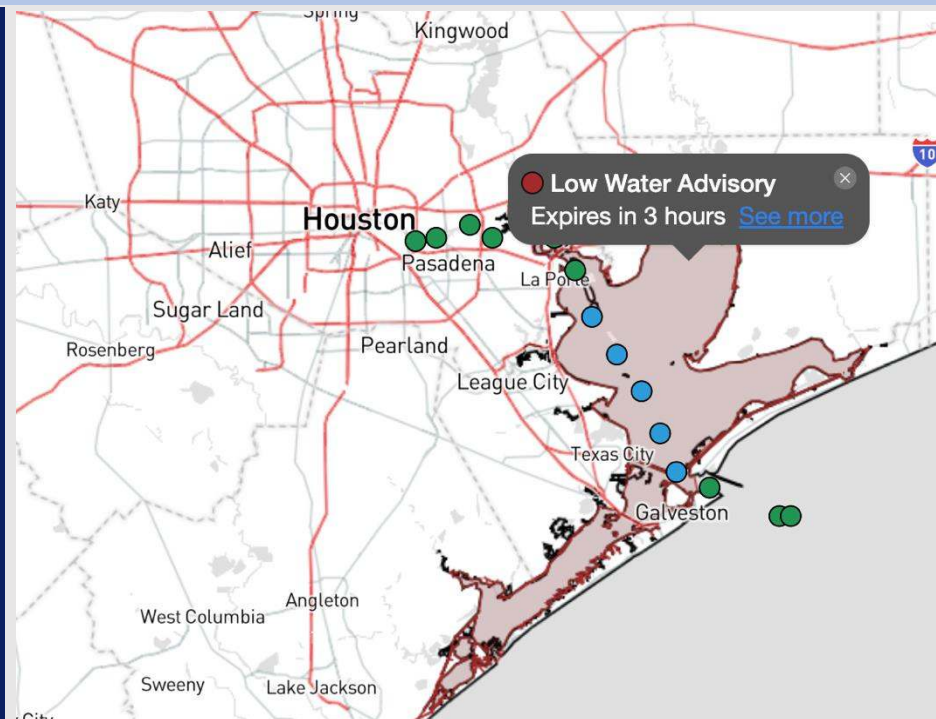 Spring
Kingwood
10
Low Water Advisory
Expires in 3 hours See more
Katy
Houston
Alief
Pasadena
La Porte
Sugar Land
Rosenberg
Pearland
League City
Texas City
Galveston
Angleton
West Columbia
Sweeny
Lake Jackson
City